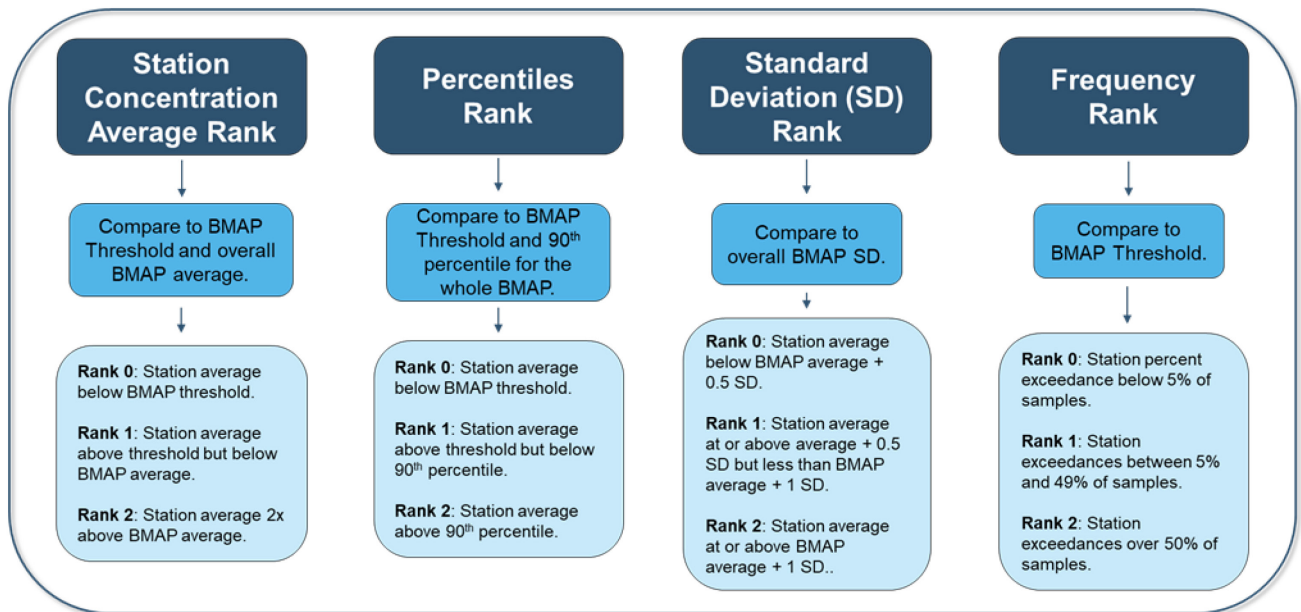 Station
Concentration
Average Rank
Compare to BMAP
Threshold and overall
BMAP average.
Rank 0: Station average
below BMAP threshold.
Rank 1: Station average
above threshold but below
BMAP average.
Rank 2: Station average 2x
above BMAP average.
Percentiles
Rank
Compare to BMAP
Threshold and 90th
percentile for the
whole BMAP.
Rank 0: Station average
below BMAP threshold.
Rank 1: Station average
above threshold but below
90th percentile.
Rank 2: Station average
above 90th percentile.
Standard
Deviation (SD)
Rank
Compare to
overall BMAP SD.
Rank 0: Station average
below BMAP average +
0.5 SD.
Rank 1: Station average
at or above average + 0.5
SD but less than BMAP
average + 1 SD.
Rank 2: Station average
at or above BMAP
average + 1 SD..
Frequency
Rank
Compare to
BMAP Threshold.
Rank 0: Station percent
exceedance below 5% of
samples.
Rank 1: Station
exceedances between 5%
and 49% of samples.
Rank 2: Station
exceedances over 50% of
samples.